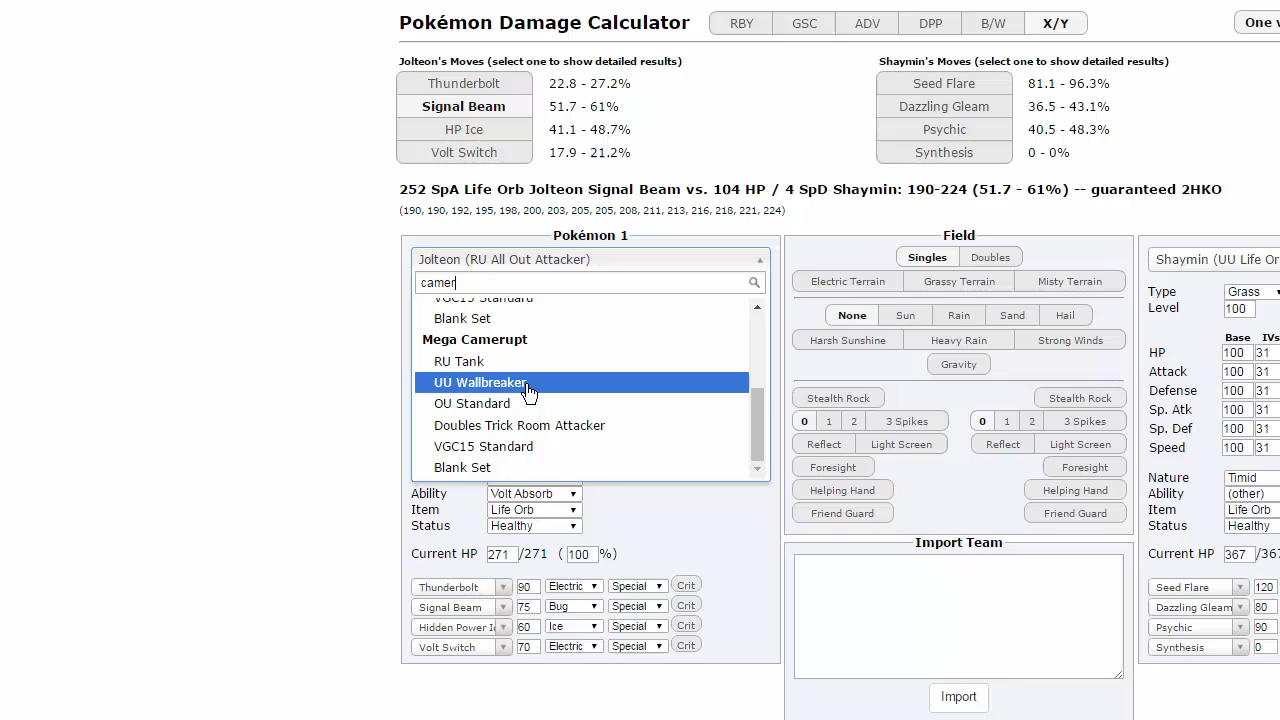 Pokémon Damage Calculator
RBY GSC ADV DPP B/W X/Y
Jolteon's Moves (select one to show detailed results)
Thunderbolt 22.8 - 27.2%
Signal Beam 51.7 - 61%
HP Ice 41.1 - 48.7%
Volt Switch 17.9 - 21.2%
Shaymin's Moves (select one to show detailed results)
Seed Flare 81.1 - 96.3%
Dazzling Gleam 36.5 - 43.1%
Psychic 40.5 - 48.3%
Synthesis 0 - 0%
252 SpA Life Orb Jolteon Signal Beam vs. 104 HP / 4 SpD Shaymin: 190-224 (51.7 - 61%) -- guaranteed 2HKO
(190, 190, 192, 195, 198, 200, 203, 205, 205, 208, 211, 213, 216, 218, 221, 224)
Pokémon 1
Jolteon (RU All Out Attacker)
camer
VGC15 Standard
Blank Set
Mega Camerupt
RU Tank
UU Wallbreaker
OU Standard
Doubles Trick Room Attacker
VGC15 Standard
Blank Set
Ability Volt Absorb
Item Life Orb
Status Healthy
Current HP 271 /271 ( 100 %)
Thunderbolt 90 Electric Special Crit
Signal Beam 75 Bug Special Crit
Hidden Power Ic 60 Ice Special Crit
Volt Switch 70 Electric Special Crit
Field
Singles Doubles
Electric Terrain Grassy Terrain Misty Terrain
None Sun Rain Sand Hail
Harsh Sunshine Heavy Rain Strong Winds
Gravity
Stealth Rock Stealth Rock
0 1 2 3 Spikes 0 1 2 3 Spikes
Reflect Light Screen Reflect Light Screen
Foresight Foresight
Helping Hand Helping Hand
Friend Guard Friend Guard
Import Team
Import
One v
Shaymin (UU Life Or
Type Grass
Level 100
Base IVs
HP 100 31
Attack 100 31
Defense 100 31
Sp. Atk 100 31
Sp. Def 100 31
Speed 100 31
Nature Timid
Ability (other)
Item Life Orb
Status Healthy
Current HP 367 /367
Seed Flare 120
Dazzling Gleam 80
Psychic 90
Synthesis 0